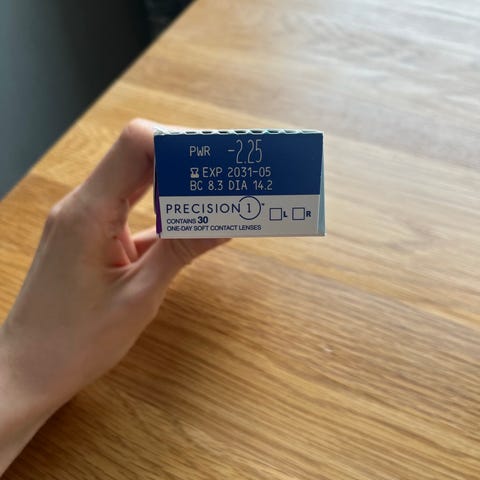 PWR -2.25
EXP 2031-05
BC 8.3 DIA 14.2
PRECISION 1™ L R
CONTAINS 30
ONE-DAY SOFT CONTACT LENSES